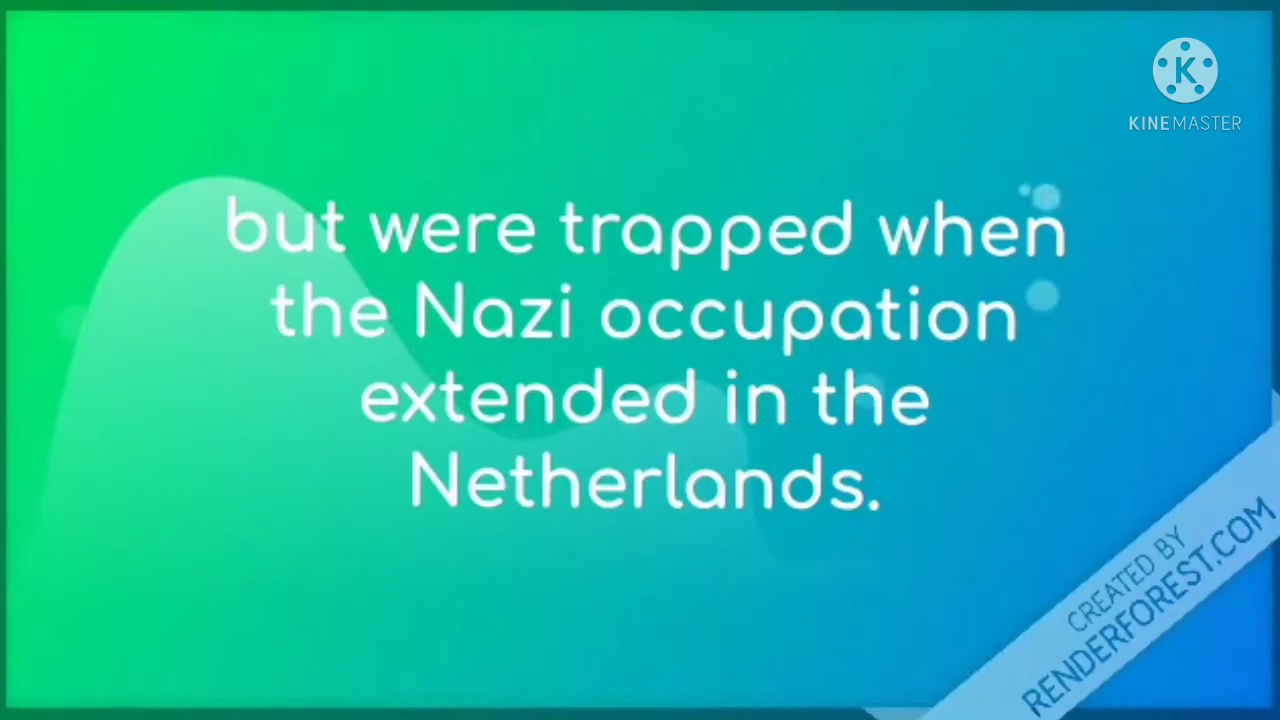 KINEMASTER
but were trapped when
the Nazi occupation
extended in the
Netherlands.
CREATED BY
RENDERFOREST.COM